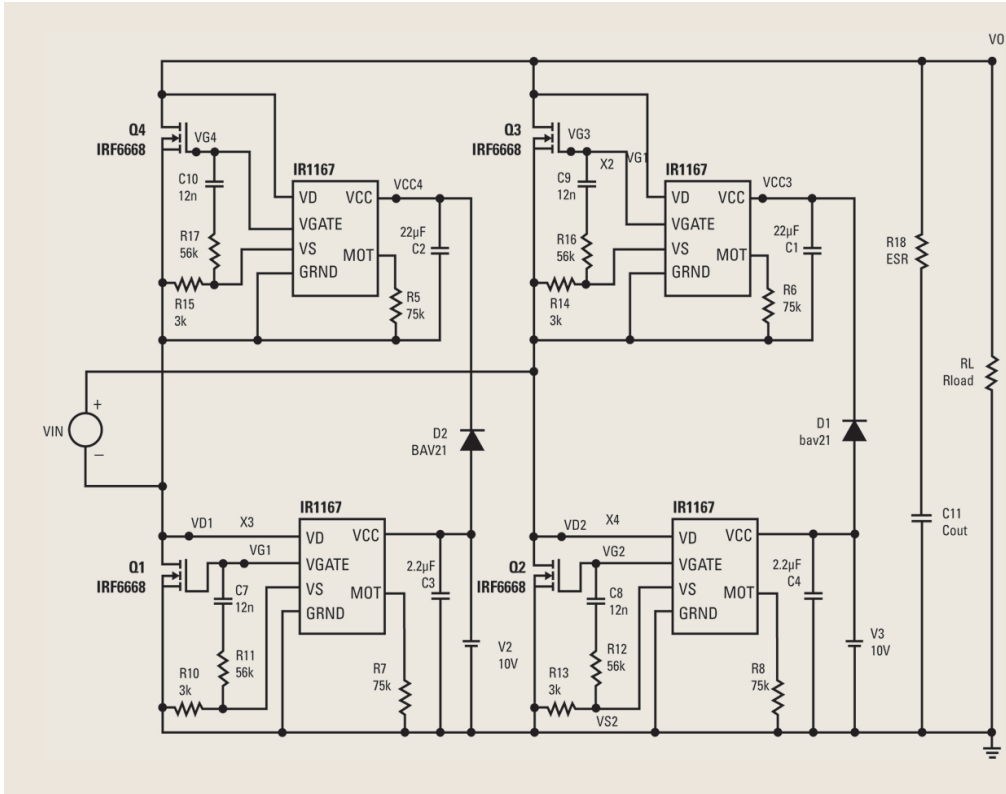 VO
Q4
IRF6668
VG4
C10
12n
R17
56k
R15
3k
IR1167
VD
VCC
VGATE
VS
MOT
GRND
VCC4
22µF
C2
R5
75k
Q3
IRF6668
VG3
X2
VG1
C9
12n
R16
56k
R14
3k
IR1167
VD
VCC
VGATE
VS
MOT
GRND
VCC3
22µF
C1
R6
75k
R18
ESR
RL
Rload
VIN
+
–
D2
BAV21
D1
bav21
C11
Cout
VD1
X3
Q1
IRF6668
VG1
C7
12n
R11
56k
R10
3k
IR1167
VD
VCC
VGATE
VS
MOT
GRND
2.2µF
C3
R7
75k
V2
10V
VD2
X4
Q2
IRF6668
VG2
C8
12n
R12
56k
R13
3k
VS2
IR1167
VD
VCC
VGATE
VS
MOT
GRND
2.2µF
C4
R8
75k
V3
10V